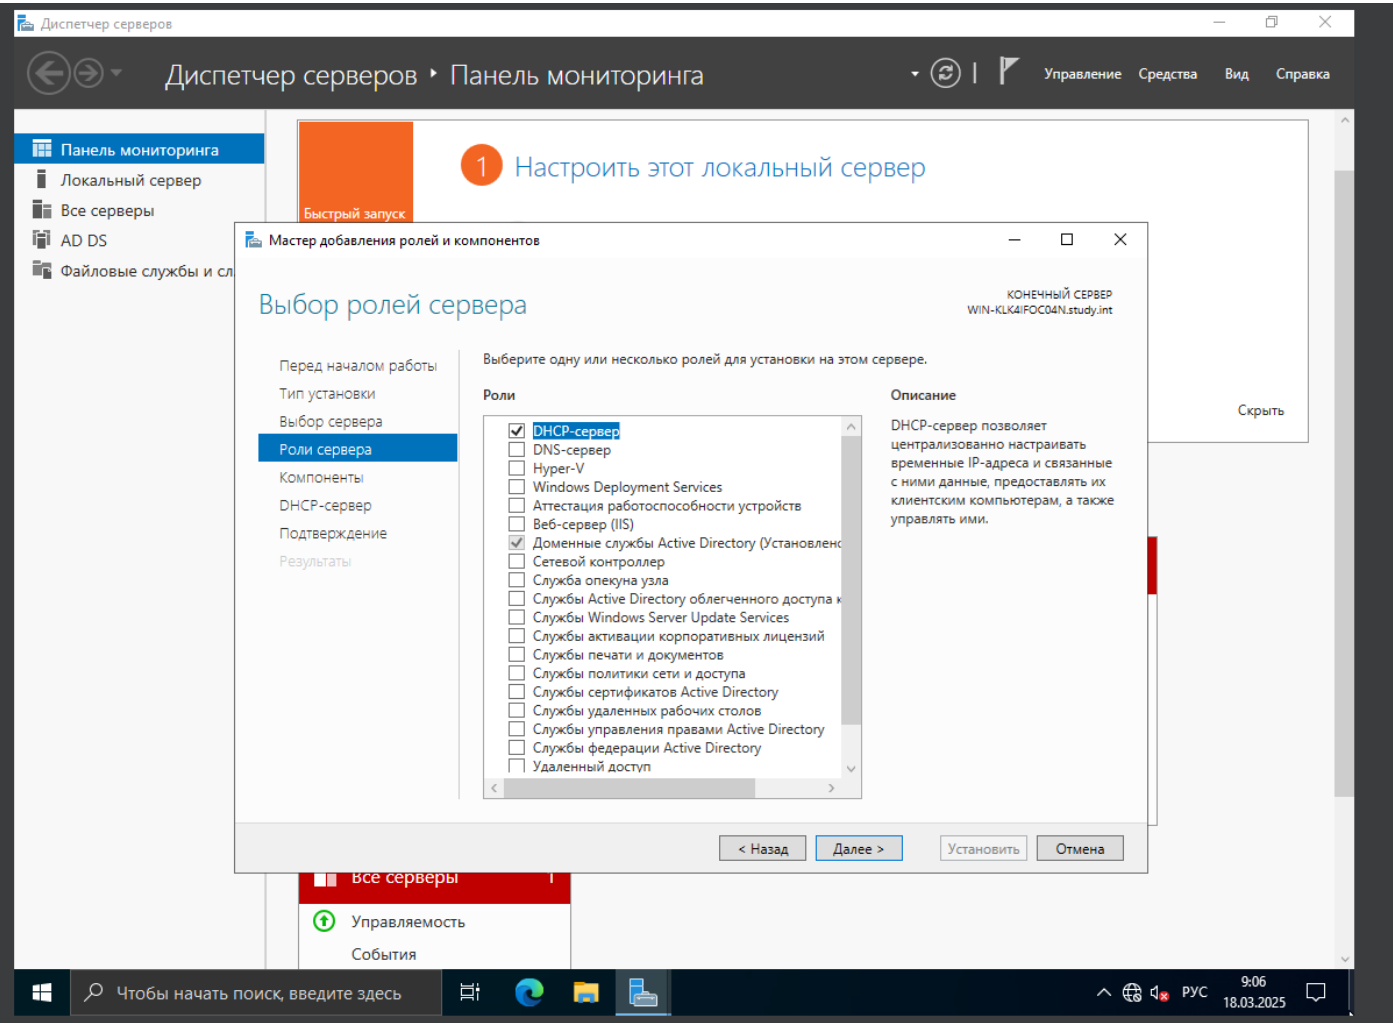 Диспетчер серверов
Диспетчер серверов ‣ Панель мониторинга
Управление Средства Вид Справка
Панель мониторинга
Локальный сервер
Все серверы
AD DS
Файловые службы и сл
Быстрый запуск
1 Настроить этот локальный сервер
Скрыть
Мастер добавления ролей и компонентов
Выбор ролей сервера
КОНЕЧНЫЙ СЕРВЕР
WIN-KLK4IFOC04N.study.int
Перед началом работы
Тип установки
Выбор сервера
Роли сервера
Компоненты
DHCP-сервер
Подтверждение
Результаты
Выберите одну или несколько ролей для установки на этом сервере.
Роли
DHCP-сервер
DNS-сервер
Hyper-V
Windows Deployment Services
Аттестация работоспособности устройств
Веб-сервер (IIS)
Доменные службы Active Directory (Установлено
Сетевой контроллер
Служба опекуна узла
Службы Active Directory облегченного доступа к
Службы Windows Server Update Services
Службы активации корпоративных лицензий
Службы печати и документов
Службы политики сети и доступа
Службы сертификатов Active Directory
Службы удаленных рабочих столов
Службы управления правами Active Directory
Службы федерации Active Directory
Удаленный доступ
Описание
DHCP-сервер позволяет
централизованно настраивать
временные IP-адреса и связанные
с ними данные, предоставлять их
клиентским компьютерам, а также
управлять ими.
< Назад Далее > Установить Отмена
Все серверы 1
Управляемость
События
Чтобы начать поиск, введите здесь
РУС
9:06
18.03.2025